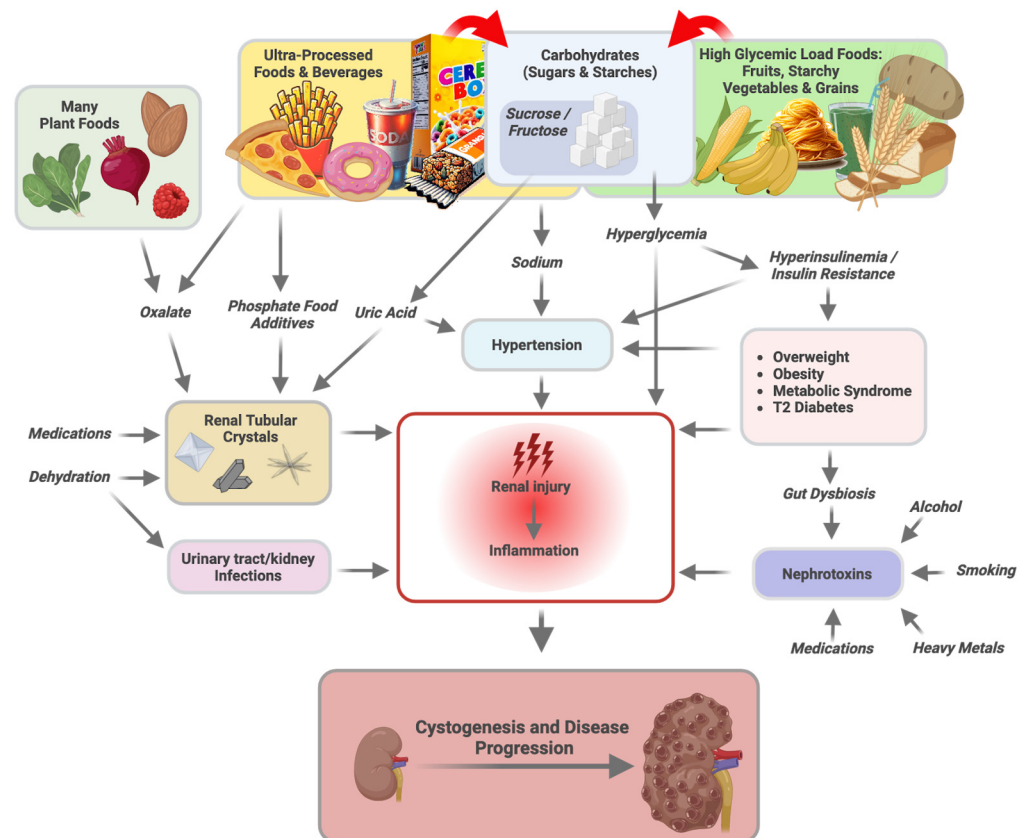 Ultra-Processed
Foods & Beverages
Carbohydrates
(Sugars & Starches)
High Glycemic Load Foods:
Fruits, Starchy
Vegetables & Grains
Many
Plant Foods
CERE
BO
SODA
GRANO
Sucrose /
Fructose
Hyperglycemia
Sodium
Hyperinsulinemia /
Insulin Resistance
Oxalate
Phosphate Food
Additives
Uric Acid
Hypertension
• Overweight
• Obesity
• Metabolic Syndrome
• T2 Diabetes
Renal Tubular
Crystals
Medications
Dehydration
Renal injury
Inflammation
Gut Dysbiosis
Alcohol
Urinary tract/kidney
Infections
Nephrotoxins
Smoking
Medications
Heavy Metals
Cystogenesis and Disease
Progression